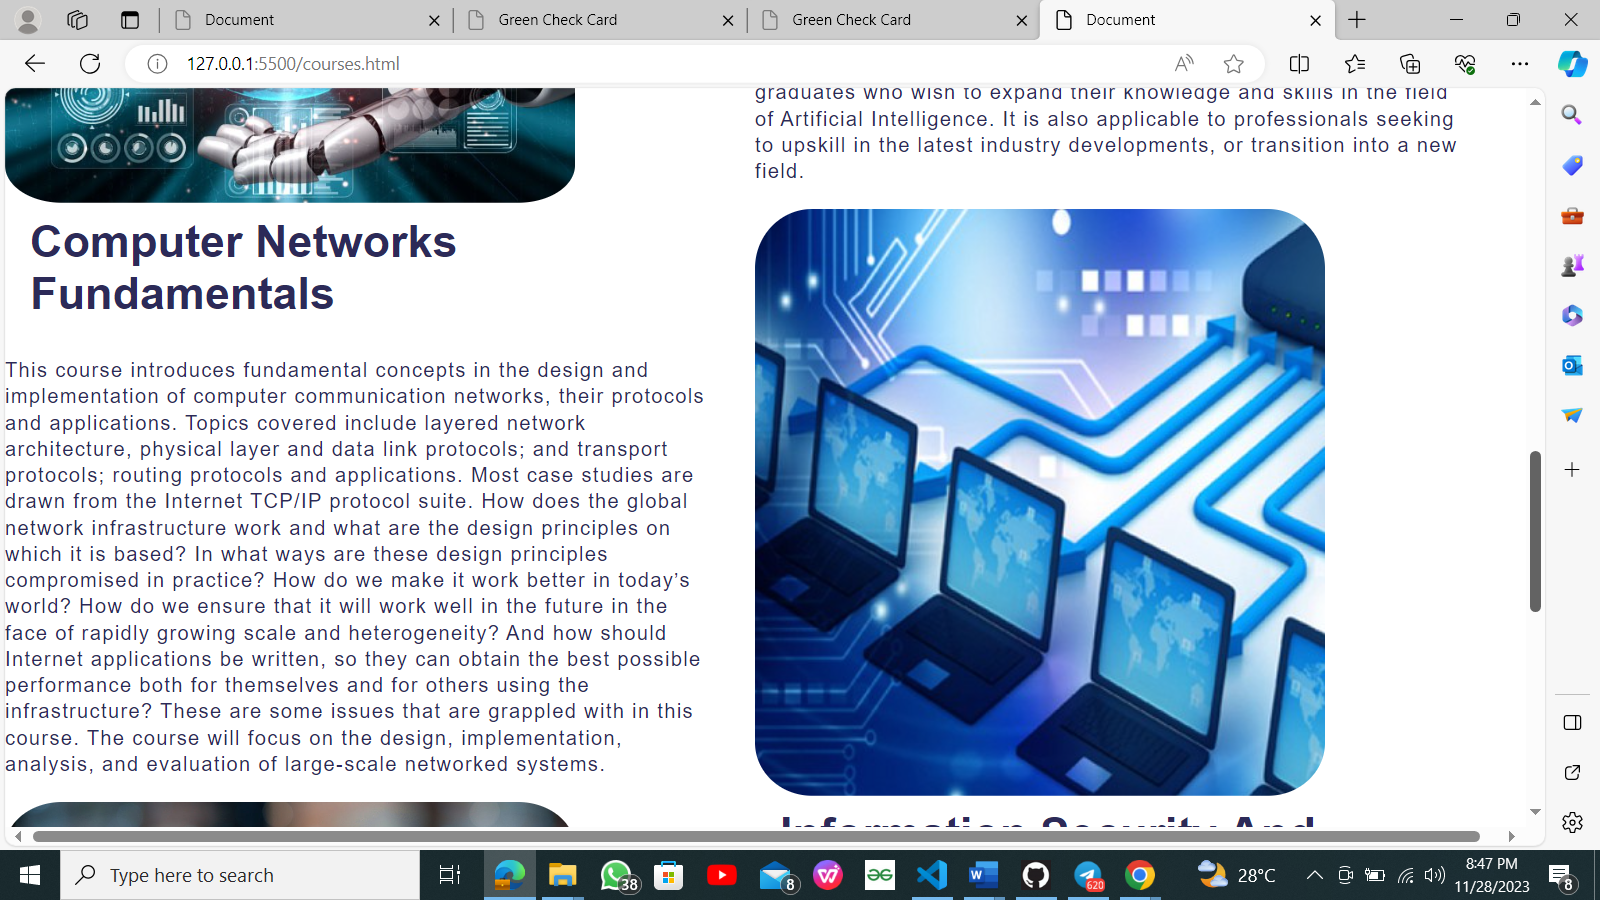 Document
Green Check Card
Green Check Card
Document
127.0.0.1:5500/courses.html
graduates who wish to expand their knowledge and skills in the field
of Artificial Intelligence. It is also applicable to professionals seeking
to upskill in the latest industry developments, or transition into a new
field.
Computer Networks
Fundamentals
This course introduces fundamental concepts in the design and
implementation of computer communication networks, their protocols
and applications. Topics covered include layered network
architecture, physical layer and data link protocols; and transport
protocols; routing protocols and applications. Most case studies are
drawn from the Internet TCP/IP protocol suite. How does the global
network infrastructure work and what are the design principles on
which it is based? In what ways are these design principles
compromised in practice? How do we make it work better in today’s
world? How do we ensure that it will work well in the future in the
face of rapidly growing scale and heterogeneity? And how should
Internet applications be written, so they can obtain the best possible
performance both for themselves and for others using the
infrastructure? These are some issues that are grappled with in this
course. The course will focus on the design, implementation,
analysis, and evaluation of large-scale networked systems.
Information Security And
Type here to search
38
8
620
28°C
8:47 PM
11/28/2023
8